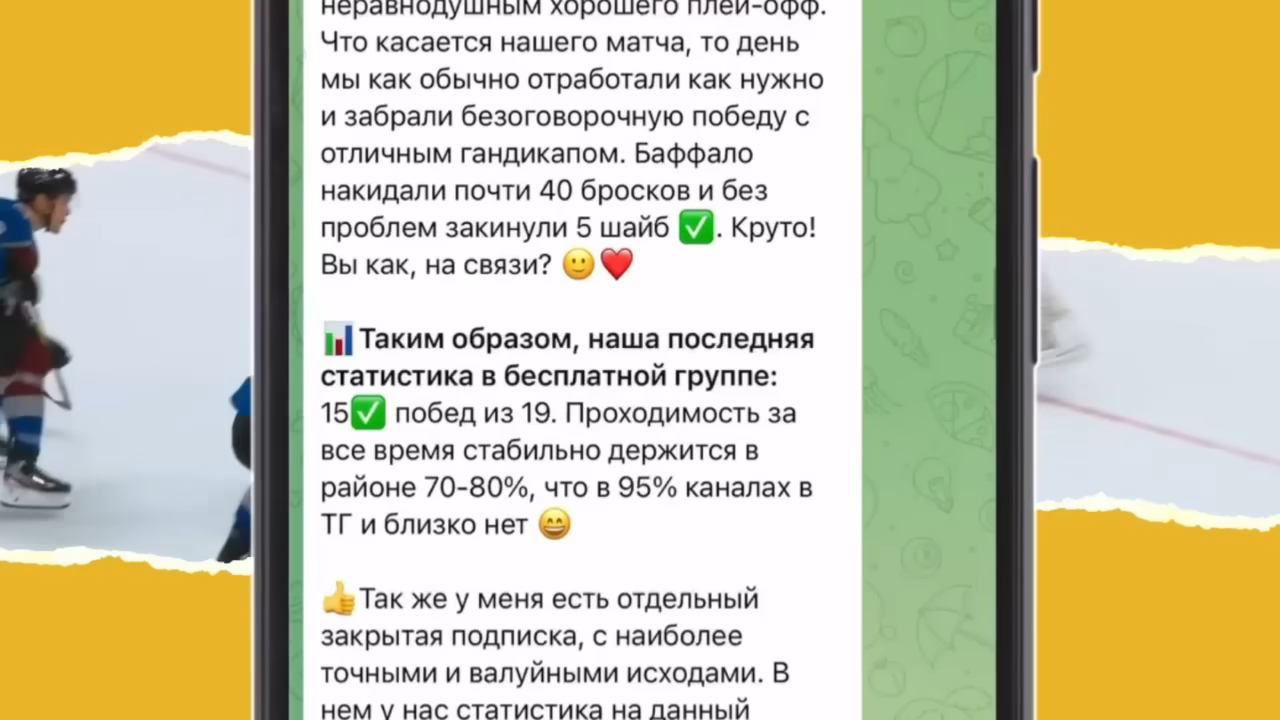 неравнодушным хорошего плей-офф.
Что касается нашего матча, то день
мы как обычно отработали как нужно
и забрали безоговорочную победу с
отличным гандикапом. Баффало
накидали почти 40 бросков и без
проблем закинули 5 шайб ✅. Круто!
Вы как, на связи? 🙂❤️
📊Таким образом, наша последняя
статистика в бесплатной группе:
15✅ побед из 19. Проходимость за
все время стабильно держится в
районе 70-80%, что в 95% каналах в
ТГ и близко нет 😄
👍Так же у меня есть отдельный
закрытая подписка, с наиболее
точными и валуйными исходами. В
нем у нас статистика на данный